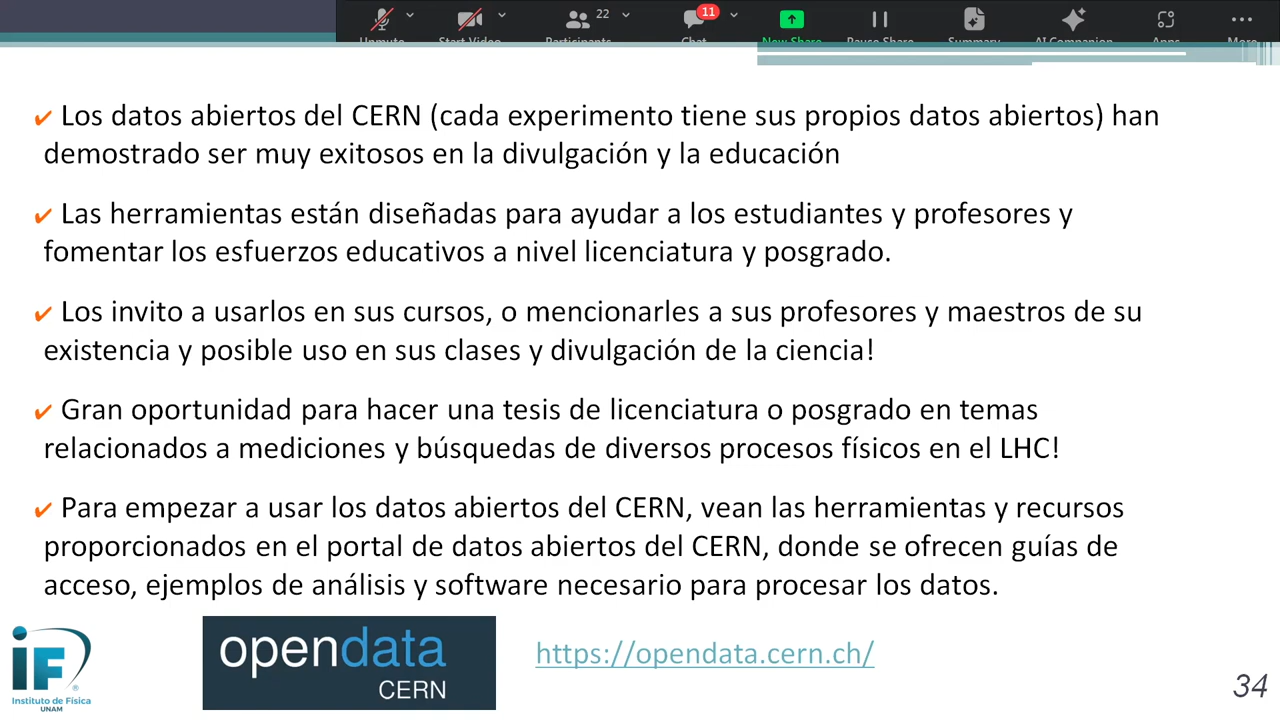 22
11
Unmute
Start Video
Participants
Chat
New Share
Pause Share
Summary
AI Companion
Apps
More
✔ Los datos abiertos del CERN (cada experimento tiene sus propios datos abiertos) han
demostrado ser muy exitosos en la divulgación y la educación
✔ Las herramientas están diseñadas para ayudar a los estudiantes y profesores y
fomentar los esfuerzos educativos a nivel licenciatura y posgrado.
✔ Los invito a usarlos en sus cursos, o mencionarles a sus profesores y maestros de su
existencia y posible uso en sus clases y divulgación de la ciencia!
✔ Gran oportunidad para hacer una tesis de licenciatura o posgrado en temas
relacionados a mediciones y búsquedas de diversos procesos físicos en el LHC!
✔ Para empezar a usar los datos abiertos del CERN, vean las herramientas y recursos
proporcionados en el portal de datos abiertos del CERN, donde se ofrecen guías de
acceso, ejemplos de análisis y software necesario para procesar los datos.
iF
Instituto de Física
UNAM
opendata
CERN
https://opendata.cern.ch/
34